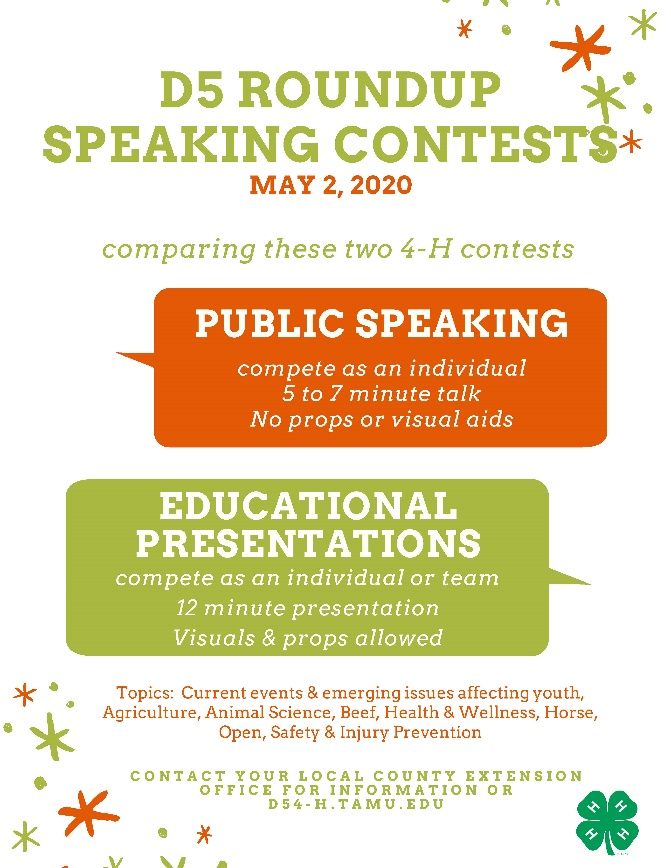 D5 ROUNDUP
SPEAKING CONTESTS
MAY 2, 2020
comparing these two 4-H contests
PUBLIC SPEAKING
compete as an individual
5 to 7 minute talk
No props or visual aids
EDUCATIONAL
PRESENTATIONS
compete as an individual or team
12 minute presentation
Visuals & props allowed
Topics: Current events & emerging issues affecting youth,
Agriculture, Animal Science, Beef, Health & Wellness, Horse,
Open, Safety & Injury Prevention
CONTACT YOUR LOCAL COUNTY EXTENSION
OFFICE FOR INFORMATION OR
D54-H.TAMU.EDU
H H
H H